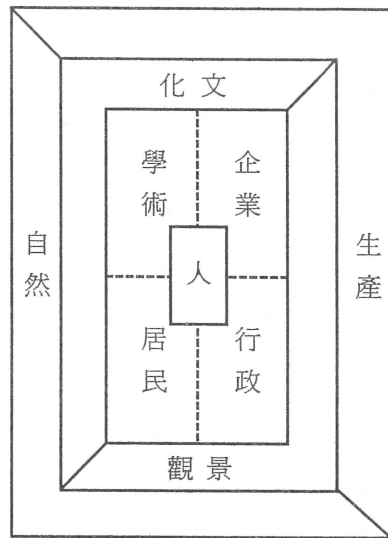 文化
企業
學術
生產
人
自然
行政
居民
景觀